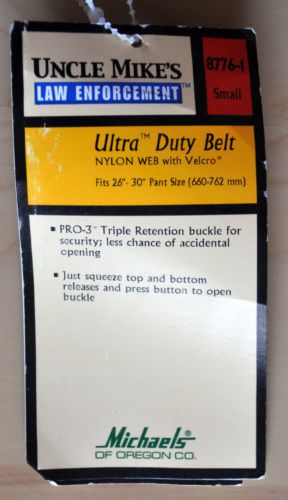 UNCLE MIKE'S
LAW ENFORCEMENT™
8776-1
Small
Ultra™ Duty Belt
NYLON WEB with Velcro®
Fits 26"- 30" Pant Size (660-762 mm)
▪ PRO-3™ Triple Retention buckle for
security; less chance of accidental
opening
▪ Just squeeze top and bottom
releases and press button to open
buckle
Michaels®
OF OREGON CO.